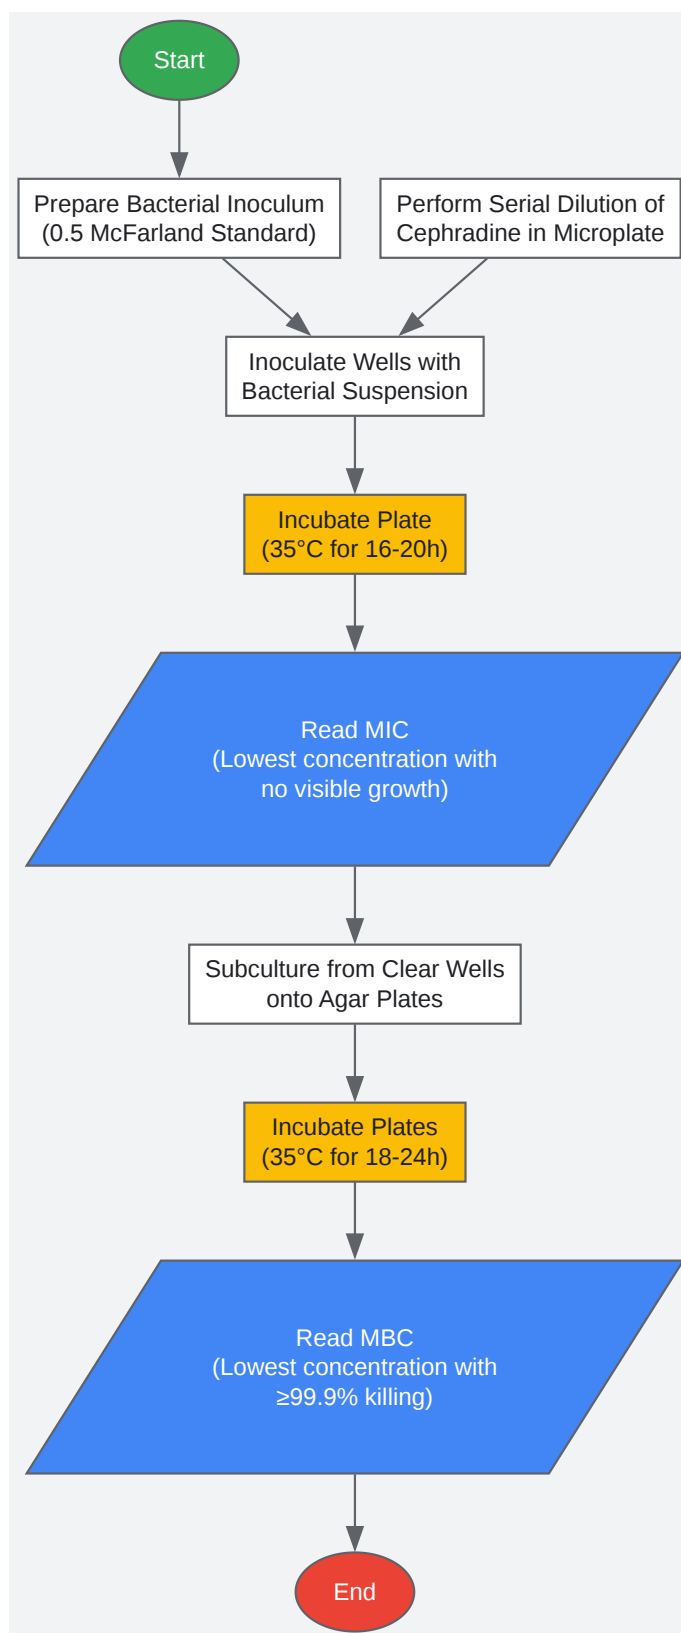 Start
Prepare Bacterial Inoculum
(0.5 McFarland Standard)
Perform Serial Dilution of
Cephradine in Microplate
Inoculate Wells with
Bacterial Suspension
Incubate Plate
(35°C for 16-20h)
Read MIC
(Lowest concentration with
no visible growth)
Subculture from Clear Wells
onto Agar Plates
Incubate Plates
(35°C for 18-24h)
Read MBC
(Lowest concentration with
≥99.9% killing)
End